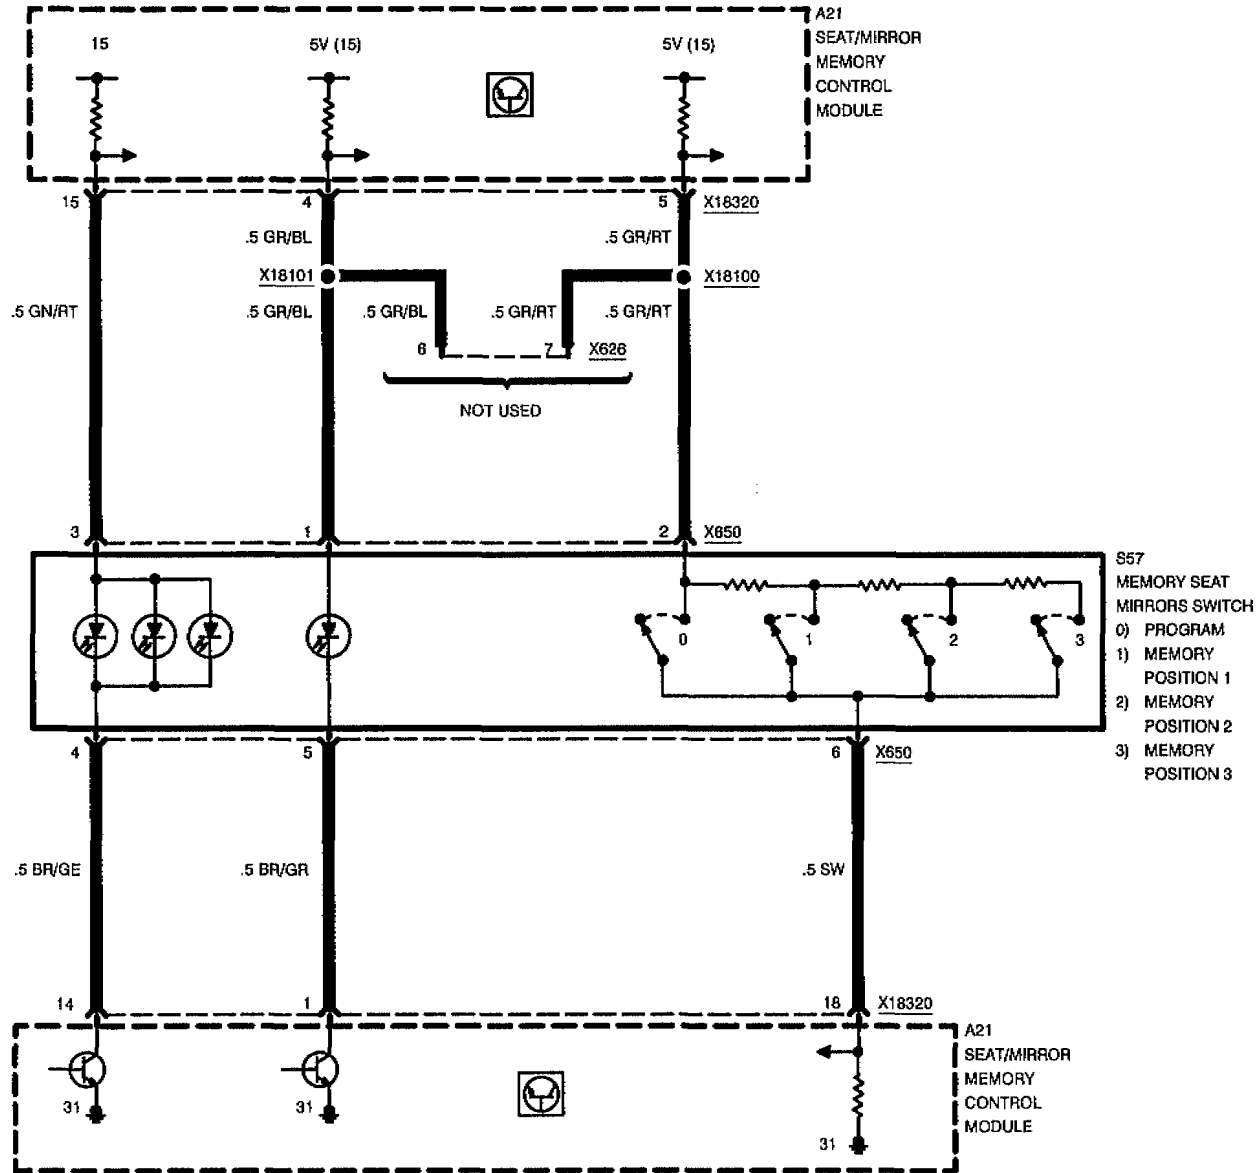 A21
SEAT/MIRROR
MEMORY
CONTROL
MODULE
15
5V (15)
5V (15)
15
4
5
X18320
.5 GR/BL
.5 GR/RT
X18101
X18100
.5 GN/RT
.5 GR/BL
.5 GR/BL
.5 GR/RT
.5 GR/RT
6
7
X626
NOT USED
3
1
2
X650
S57
MEMORY SEAT
MIRRORS SWITCH
0) PROGRAM
1) MEMORY
POSITION 1
2) MEMORY
POSITION 2
3) MEMORY
POSITION 3
0
1
2
3
4
5
6
X650
.5 BR/GE
.5 BR/GR
.5 SW
14
1
18
X18320
A21
SEAT/MIRROR
MEMORY
CONTROL
MODULE
31
31
31